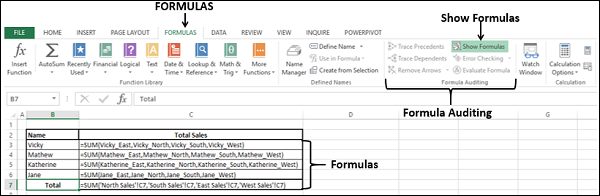 FORMULAS
Show Formulas
FILE HOME INSERT PAGE LAYOUT FORMULAS DATA REVIEW VIEW INQUIRE POWERPIVOT
fx Σ ? A θ
Insert Function AutoSum Recently Used Financial Logical Text Date & Time Lookup & Reference Math & Trig More Functions
Function Library
Name Manager
Define Name
Use in Formula
Create from Selection
Defined Names
Trace Precedents Show Formulas
Trace Dependents Error Checking
Remove Arrows Evaluate Formula
Formula Auditing
Watch Window
Calculation Options
Calculation
Formula Auditing
B7 fx Total
A B C D E F G
1
2 Name Total Sales
3 Vicky =SUM(Vicky_East,Vicky_North,Vicky_South,Vicky_West)
4 Mathew =SUM(Mathew_East,Mathew_North,Mathew_South,Mathew_West)
5 Katherine =SUM(Katherine_East,Katherine_North,Katherine_South,Katherine_West)
6 Jane =SUM(Jane_East,Jane_North,Jane_South,Jane_West)
7 Total =SUM('North Sales'!C7,'South Sales'!C7,'East Sales'!C7,'West Sales'!C7)
Formulas